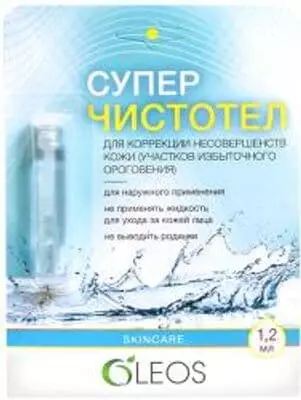 СУПЕР
ЧИСТОТЕЛ
ДЛЯ КОРРЕКЦИИ НЕСОВЕРШЕНСТВ
КОЖИ (УЧАСТКОВ ИЗБЫТОЧНОГО
ОРОГОВЕНИЯ)
для наружного применения
не применять жидкость
для ухода за кожей лица
не выводить родинки
SKINCARE
1,2
МЛ
OLEOS